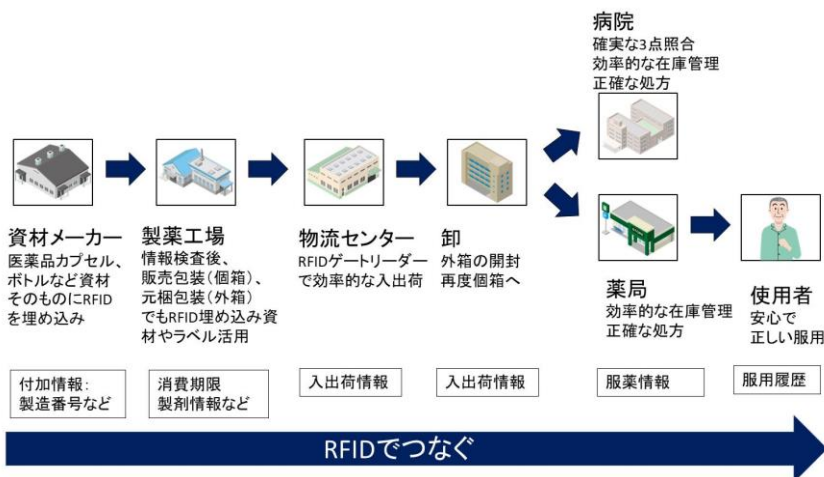 病院
確実な3点照合
効率的な在庫管理
正確な処方
資材メーカー
医薬品カプセル、
ボトルなど資材
そのものにRFID
を埋め込み
製薬工場
情報検査後、
販売包装(個箱)、
元梱包装(外箱)
でもRFID埋め込み資
材やラベル活用
物流センター
RFIDゲートリーダー
で効率的な入出荷
卸
外箱の開封
再度個箱へ
薬局
効率的な在庫管理
正確な処方
使用者
安心で
正しい服用
付加情報:
製造番号など
消費期限
製剤情報など
入出荷情報
入出荷情報
服薬情報
服用履歴
RFIDでつなぐ